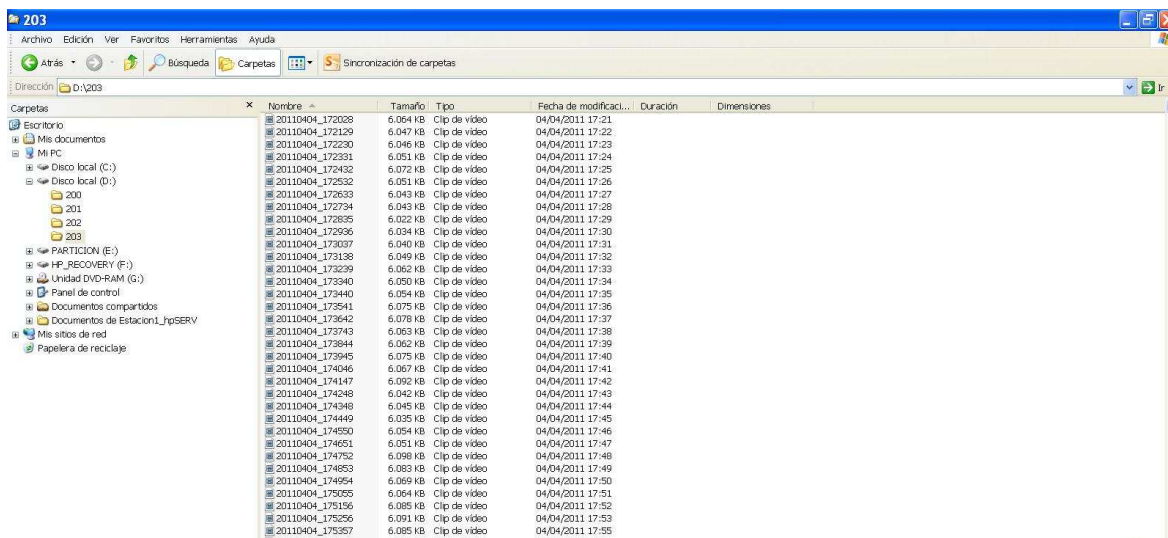 203
Archivo Edición Ver Favoritos Herramientas Ayuda
Atrás Búsqueda Carpetas Sincronización de carpetas
Dirección D:\203 Ir
Carpetas Nombre Tamaño Tipo Fecha de modificaci... Duración Dimensiones
Escritorio
Mis documentos
Mi PC
Disco local (C:)
Disco local (D:)
200
201
202
203
PARTICION (E:)
HP_RECOVERY (F:)
Unidad DVD-RAM (G:)
Panel de control
Documentos compartidos
Documentos de Estacion1_hpSERV
Mis sitios de red
Papelera de reciclaje
20110404_172028 6.064 KB Clip de vídeo 04/04/2011 17:21
20110404_172129 6.047 KB Clip de vídeo 04/04/2011 17:22
20110404_172230 6.046 KB Clip de vídeo 04/04/2011 17:23
20110404_172331 6.051 KB Clip de vídeo 04/04/2011 17:24
20110404_172432 6.072 KB Clip de vídeo 04/04/2011 17:25
20110404_172532 6.051 KB Clip de vídeo 04/04/2011 17:26
20110404_172633 6.043 KB Clip de vídeo 04/04/2011 17:27
20110404_172734 6.043 KB Clip de vídeo 04/04/2011 17:28
20110404_172835 6.022 KB Clip de vídeo 04/04/2011 17:29
20110404_172936 6.034 KB Clip de vídeo 04/04/2011 17:30
20110404_173037 6.040 KB Clip de vídeo 04/04/2011 17:31
20110404_173138 6.049 KB Clip de vídeo 04/04/2011 17:32
20110404_173239 6.062 KB Clip de vídeo 04/04/2011 17:33
20110404_173340 6.050 KB Clip de vídeo 04/04/2011 17:34
20110404_173440 6.054 KB Clip de vídeo 04/04/2011 17:35
20110404_173541 6.075 KB Clip de vídeo 04/04/2011 17:36
20110404_173642 6.078 KB Clip de vídeo 04/04/2011 17:37
20110404_173743 6.063 KB Clip de vídeo 04/04/2011 17:38
20110404_173844 6.062 KB Clip de vídeo 04/04/2011 17:39
20110404_173945 6.075 KB Clip de vídeo 04/04/2011 17:40
20110404_174046 6.067 KB Clip de vídeo 04/04/2011 17:41
20110404_174147 6.092 KB Clip de vídeo 04/04/2011 17:42
20110404_174248 6.042 KB Clip de vídeo 04/04/2011 17:43
20110404_174348 6.045 KB Clip de vídeo 04/04/2011 17:44
20110404_174449 6.035 KB Clip de vídeo 04/04/2011 17:45
20110404_174550 6.054 KB Clip de vídeo 04/04/2011 17:46
20110404_174651 6.051 KB Clip de vídeo 04/04/2011 17:47
20110404_174752 6.098 KB Clip de vídeo 04/04/2011 17:48
20110404_174853 6.083 KB Clip de vídeo 04/04/2011 17:49
20110404_174954 6.069 KB Clip de vídeo 04/04/2011 17:50
20110404_175055 6.064 KB Clip de vídeo 04/04/2011 17:51
20110404_175156 6.085 KB Clip de vídeo 04/04/2011 17:52
20110404_175256 6.091 KB Clip de vídeo 04/04/2011 17:53
20110404_175357 6.085 KB Clip de vídeo 04/04/2011 17:55